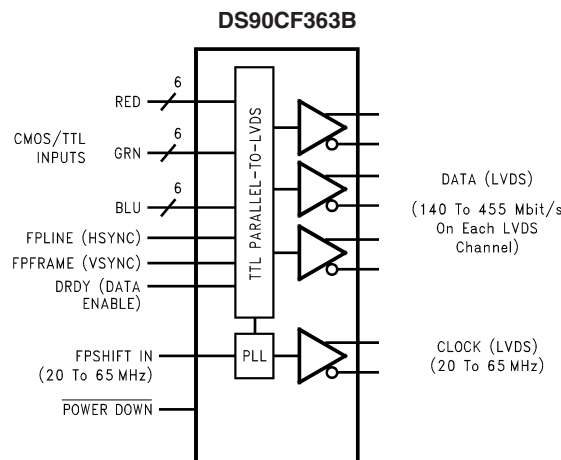 DS90CF363B
6
RED
6
CMOS/TTL
INPUTS
GRN
6
BLU
FPLINE (HSYNC)
FPFRAME (VSYNC)
DRDY (DATA
ENABLE)
FPSHIFT IN
(20 To 65 MHz)
POWER DOWN
TTL PARALLEL-TO-LVDS
PLL
DATA (LVDS)
(140 To 455 Mbit/s
On Each LVDS
Channel)
CLOCK (LVDS)
(20 To 65 MHz)